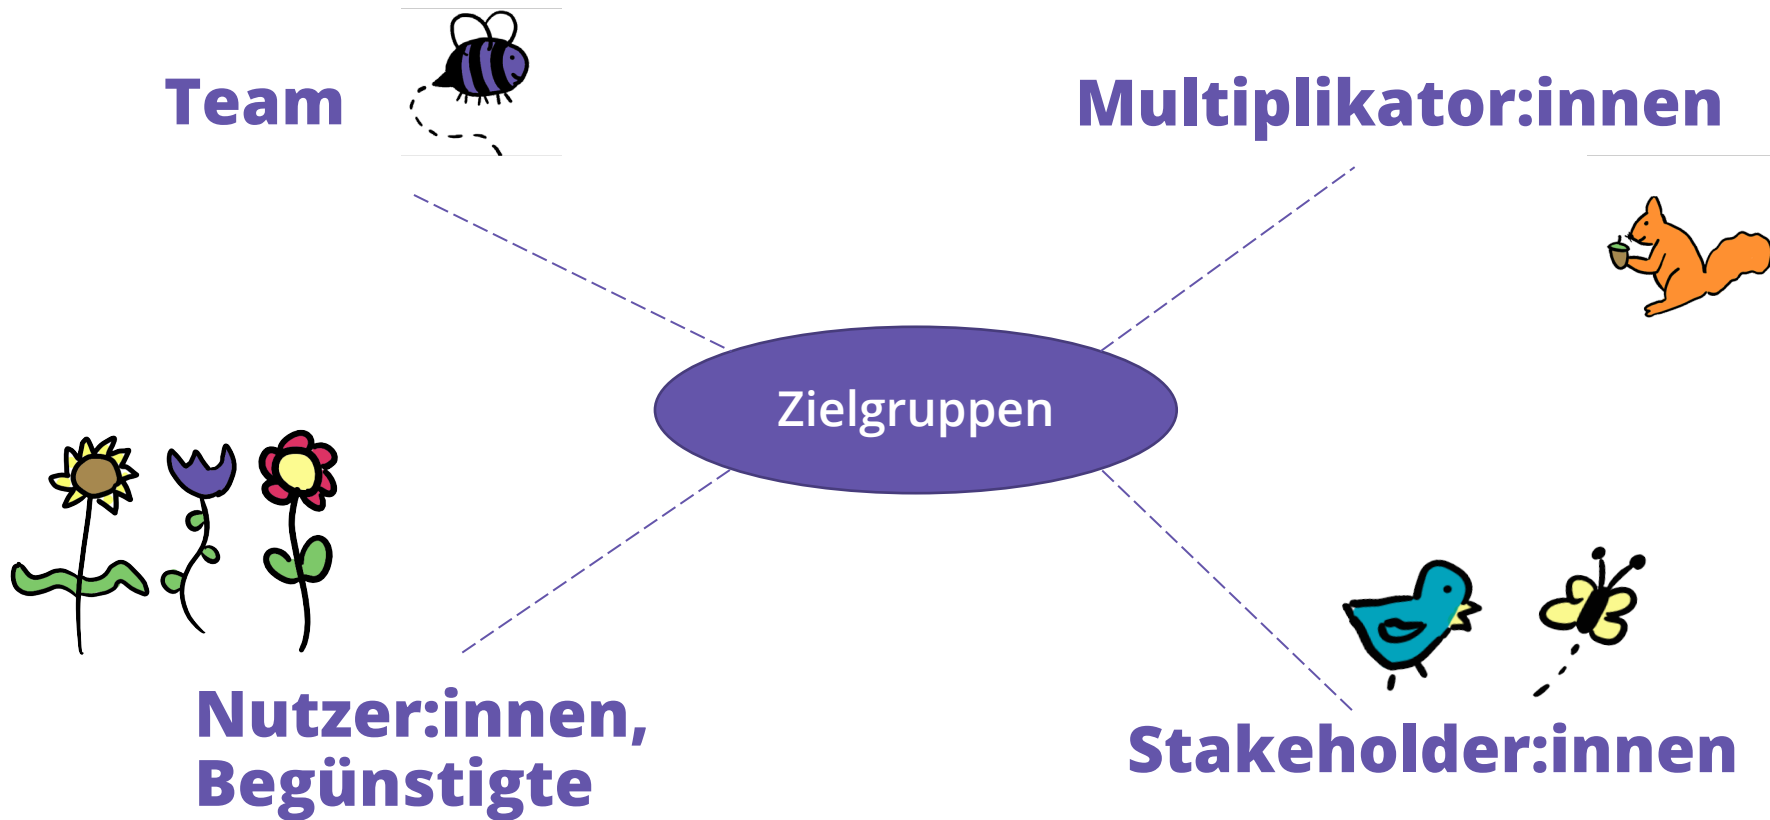 Team
Multiplikator:innen
Zielgruppen
Nutzer:innen,
Begünstigte
Stakeholder:innen